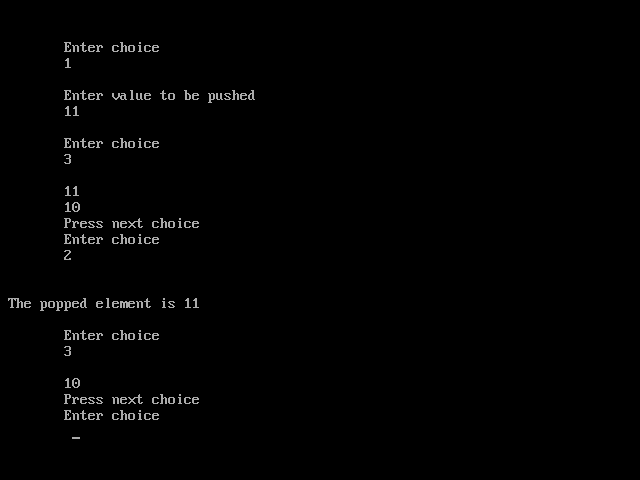 Enter choice
1
Enter value to be pushed
11
Enter choice
3
11
10
Press next choice
Enter choice
2
The popped element is 11
Enter choice
3
10
Press next choice
Enter choice
_